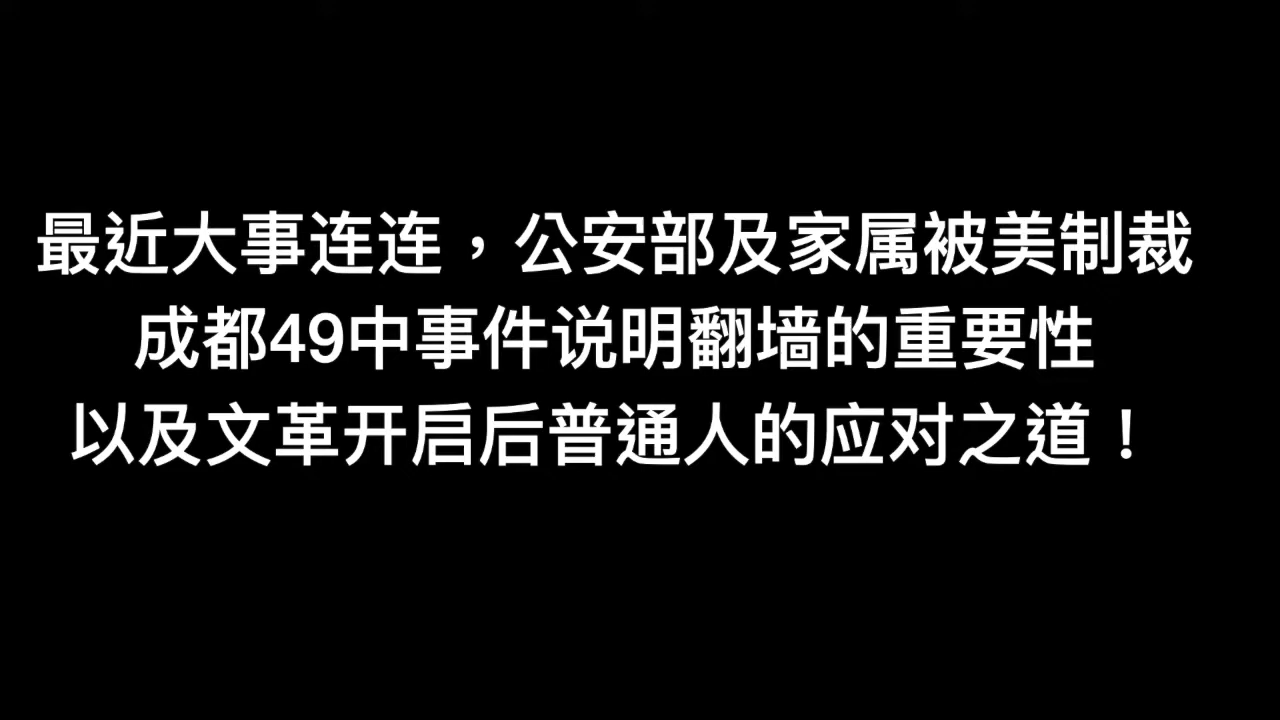 最近大事连连，公安部及家属被美制裁
成都49中事件说明翻墙的重要性
以及文革开启后普通人的应对之道！